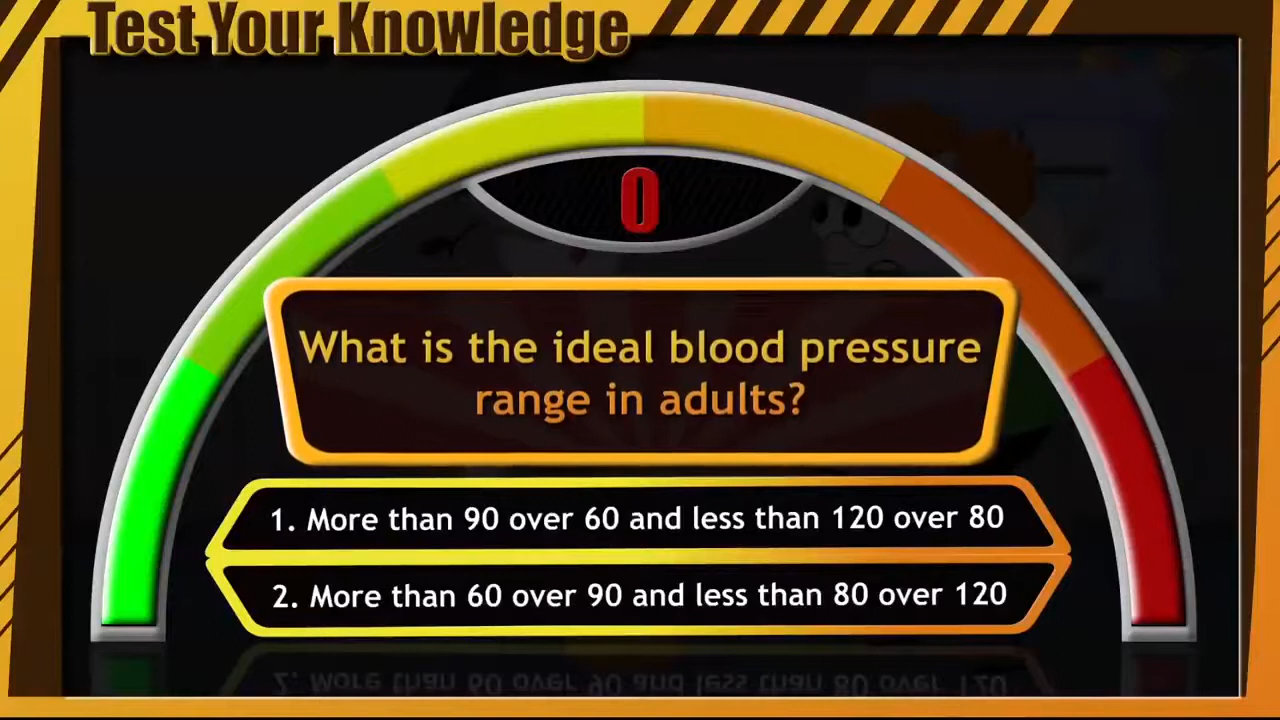 Test Your Knowledge
0
What is the ideal blood pressure
range in adults?
1. More than 90 over 60 and less than 120 over 80
2. More than 60 over 90 and less than 80 over 120